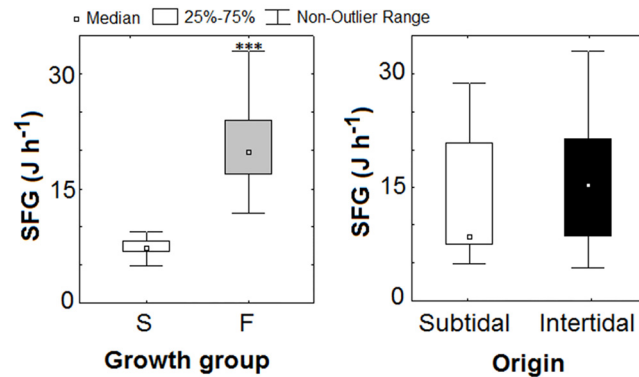 Median 25%-75% Non-Outlier Range
SFG (J h-1)
30
15
0
***
S F
Growth group
SFG (J h-1)
30
15
0
Subtidal Intertidal
Origin